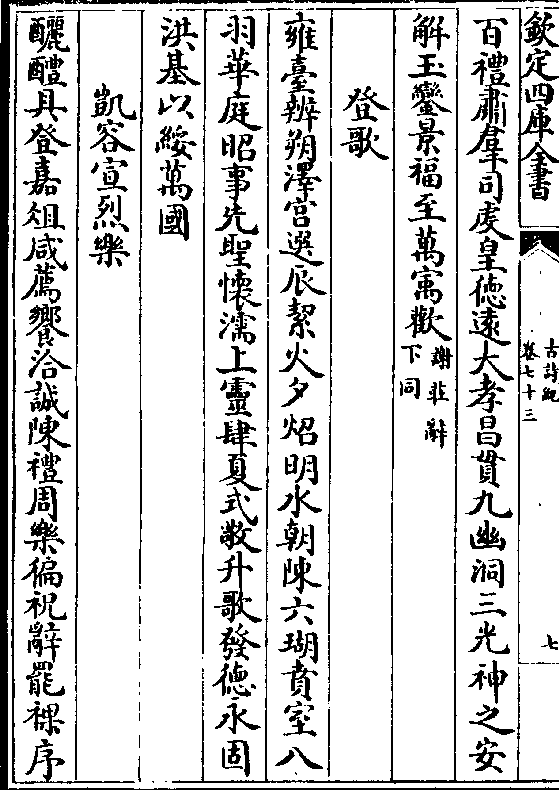 欽定四庫全書
古詩紀
卷七十三
七
百禮肅羣司虔皇德遠大孝昌貫九幽洞三光神之安
解玉鑾景福至萬㝢歡謝莊辭下同
登歌
雍臺辨朔澤宫選辰絜火夕炤明水朝陳六瑚賁室八
羽華庭昭事先聖懷濡上靈肆夏式敬升歌發德永固
洪基以綏萬國
凱容宣烈樂
釃醴具登嘉俎咸薦饗洽誠陳禮周樂徧祝辭罷祼序